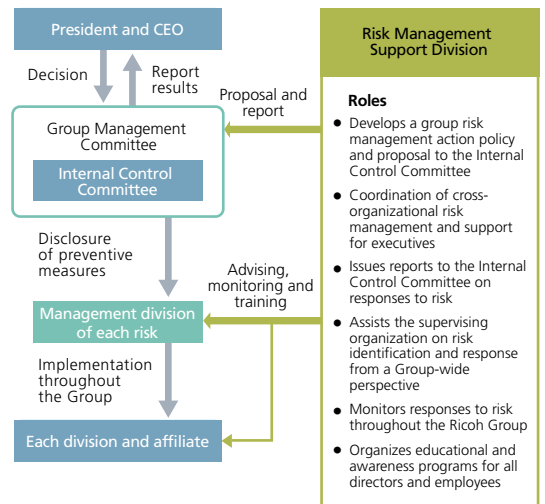 President and CEO
Decision
Report
results
Group Management
Committee
Internal Control
Committee
Disclosure
of preventive
measures
Management division
of each risk
Implementation
throughout
the Group
Each division and affiliate
Proposal and
report
Advising,
monitoring and
training
Risk Management
Support Division
Roles
● Develops a group risk
management action policy
and proposal to the Internal
Control Committee
● Coordination of cross-
organizational risk
management and support
for executives
● Issues reports to the Internal
Control Committee on
responses to risk
● Assists the supervising
organization on risk
identification and response
from a Group-wide
perspective
● Monitors responses to risk
throughout the Ricoh Group
● Organizes educational and
awareness programs for all
directors and employees